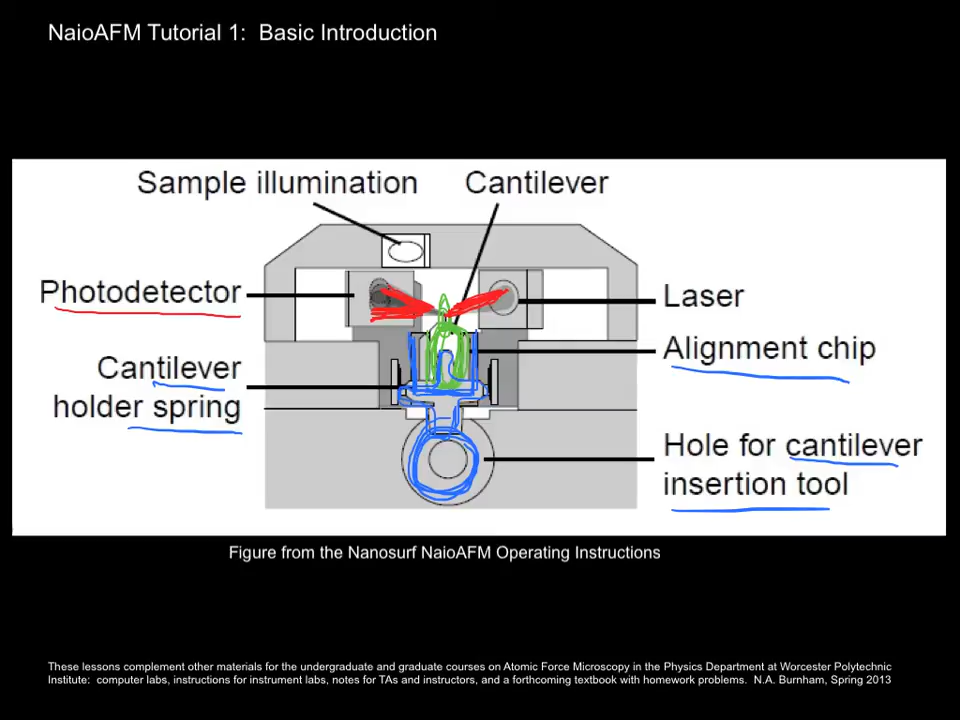 NaioAFM Tutorial 1:  Basic Introduction
Sample illumination
Cantilever
Photodetector
Laser
Alignment chip
Cantilever
holder spring
Hole for cantilever
insertion tool
Figure from the Nanosurf NaioAFM Operating Instructions
These lessons complement other materials for the undergraduate and graduate courses on Atomic Force Microscopy in the Physics Department at Worcester Polytechnic
Institute:  computer labs, instructions for instrument labs, notes for TAs and instructors, and a forthcoming textbook with homework problems.  N.A. Burnham, Spring 2013